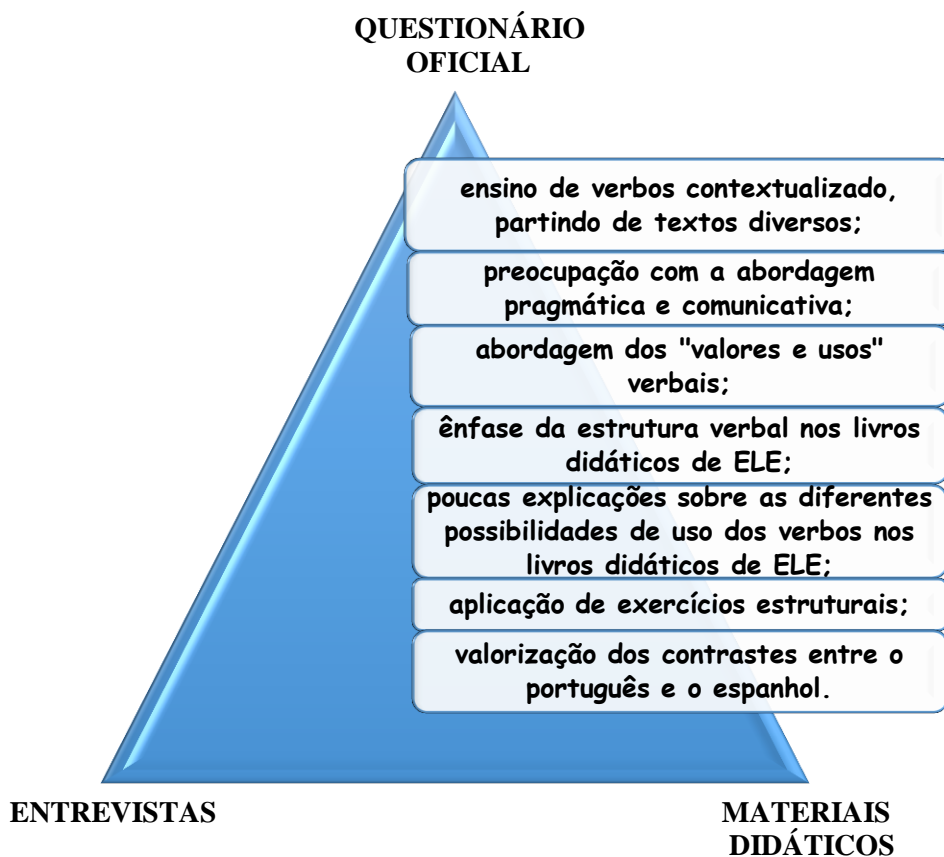 QUESTIONÁRIO
OFICIAL
ensino de verbos contextualizado,
partindo de textos diversos;
preocupação com a abordagem
pragmática e comunicativa;
abordagem dos "valores e usos"
verbais;
ênfase da estrutura verbal nos livros
didáticos de ELE;
poucas explicações sobre as diferentes
possibilidades de uso dos verbos nos
livros didáticos de ELE;
aplicação de exercícios estruturais;
valorização dos contrastes entre o
português e o espanhol.
ENTREVISTAS
MATERIAIS
DIDÁTICOS